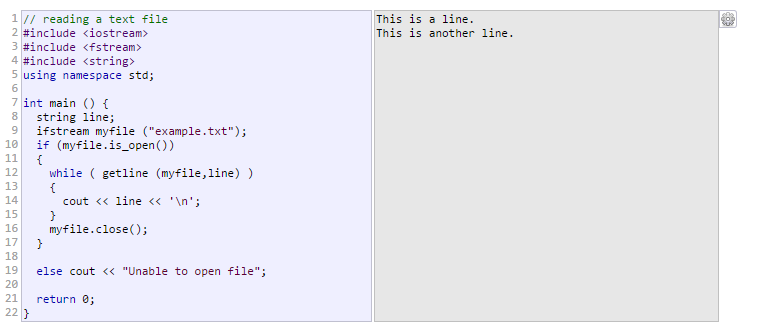 1 // reading a text file
2 #include <iostream>
3 #include <fstream>
4 #include <string>
5 using namespace std;
6
7 int main () {
8   string line;
9   ifstream myfile ("example.txt");
10   if (myfile.is_open())
11   {
12     while ( getline (myfile,line) )
13     {
14       cout << line << '\n';
15     }
16     myfile.close();
17   }
18
19   else cout << "Unable to open file";
20
21   return 0;
22 }
This is a line.
This is another line.